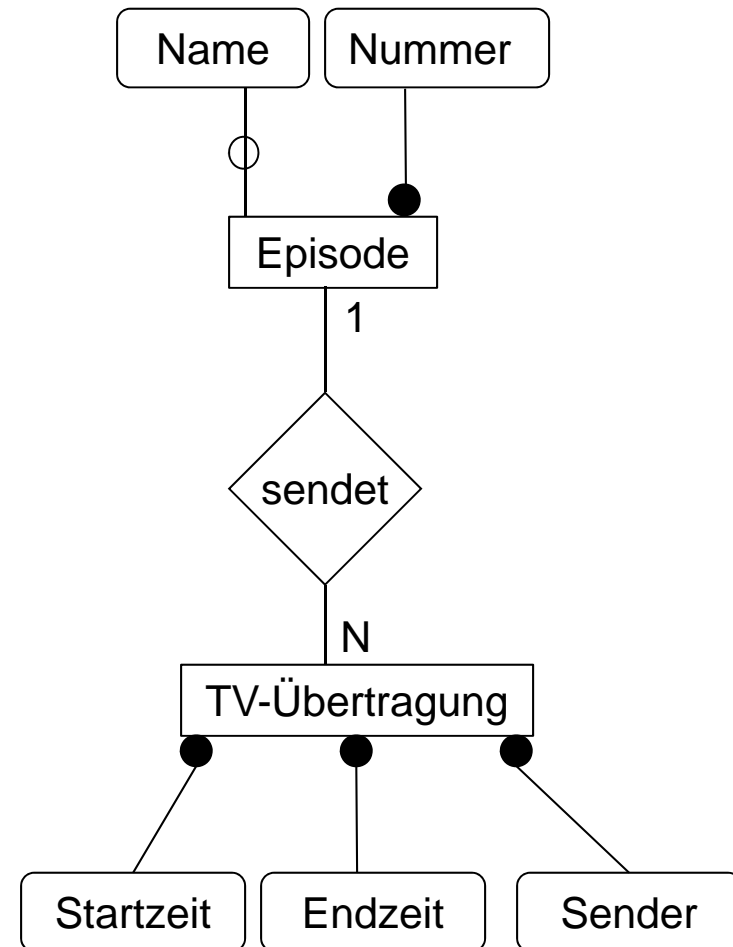 Name
Nummer
Episode
1
sendet
N
TV-Übertragung
Startzeit
Endzeit
Sender